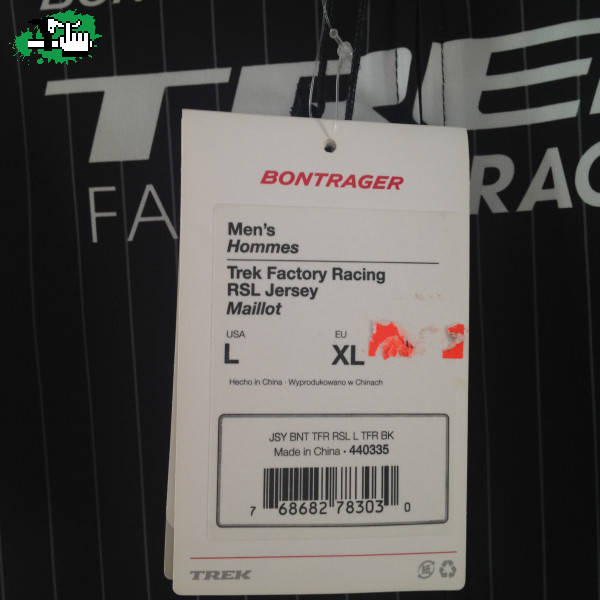 TRE
FA
RAC
BONTRAGER
Men's
Hommes
Trek Factory Racing
RSL Jersey
Maillot
USA
EU
L
XL
Hecho in China · Wyprodukowano w Chinach
JSY BNT TFR RSL L TFR BK
Made in China · 440335
7 68682 78303 0
TREK